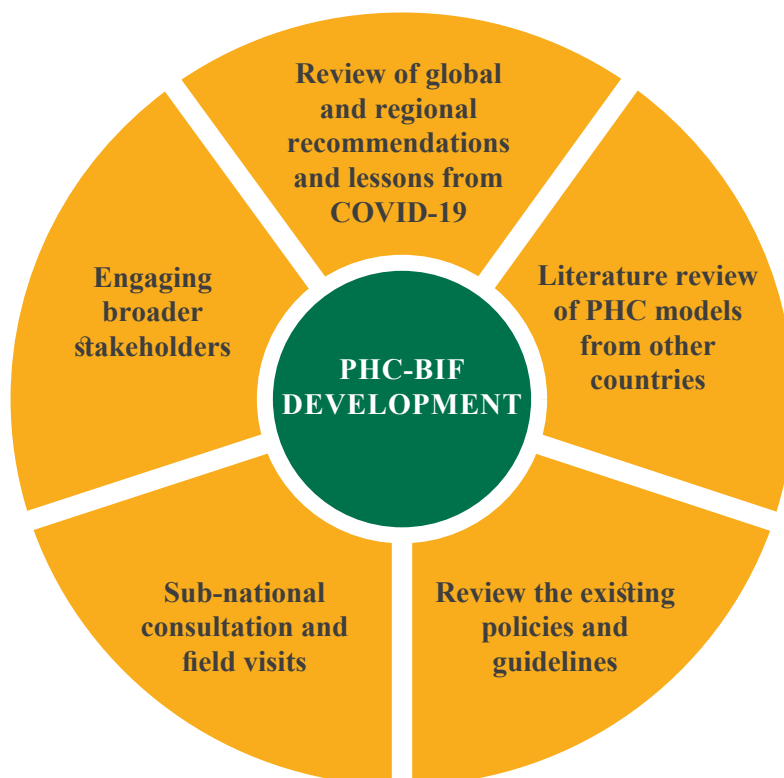 Review of global
and regional
recommendations
and lessons from
COVID-19
Literature review
of PHC models
from other
countries
Review the existing
policies and
guidelines
Sub-national
consultation and
field visits
Engaging
broader
stakeholders
PHC-BIF
DEVELOPMENT